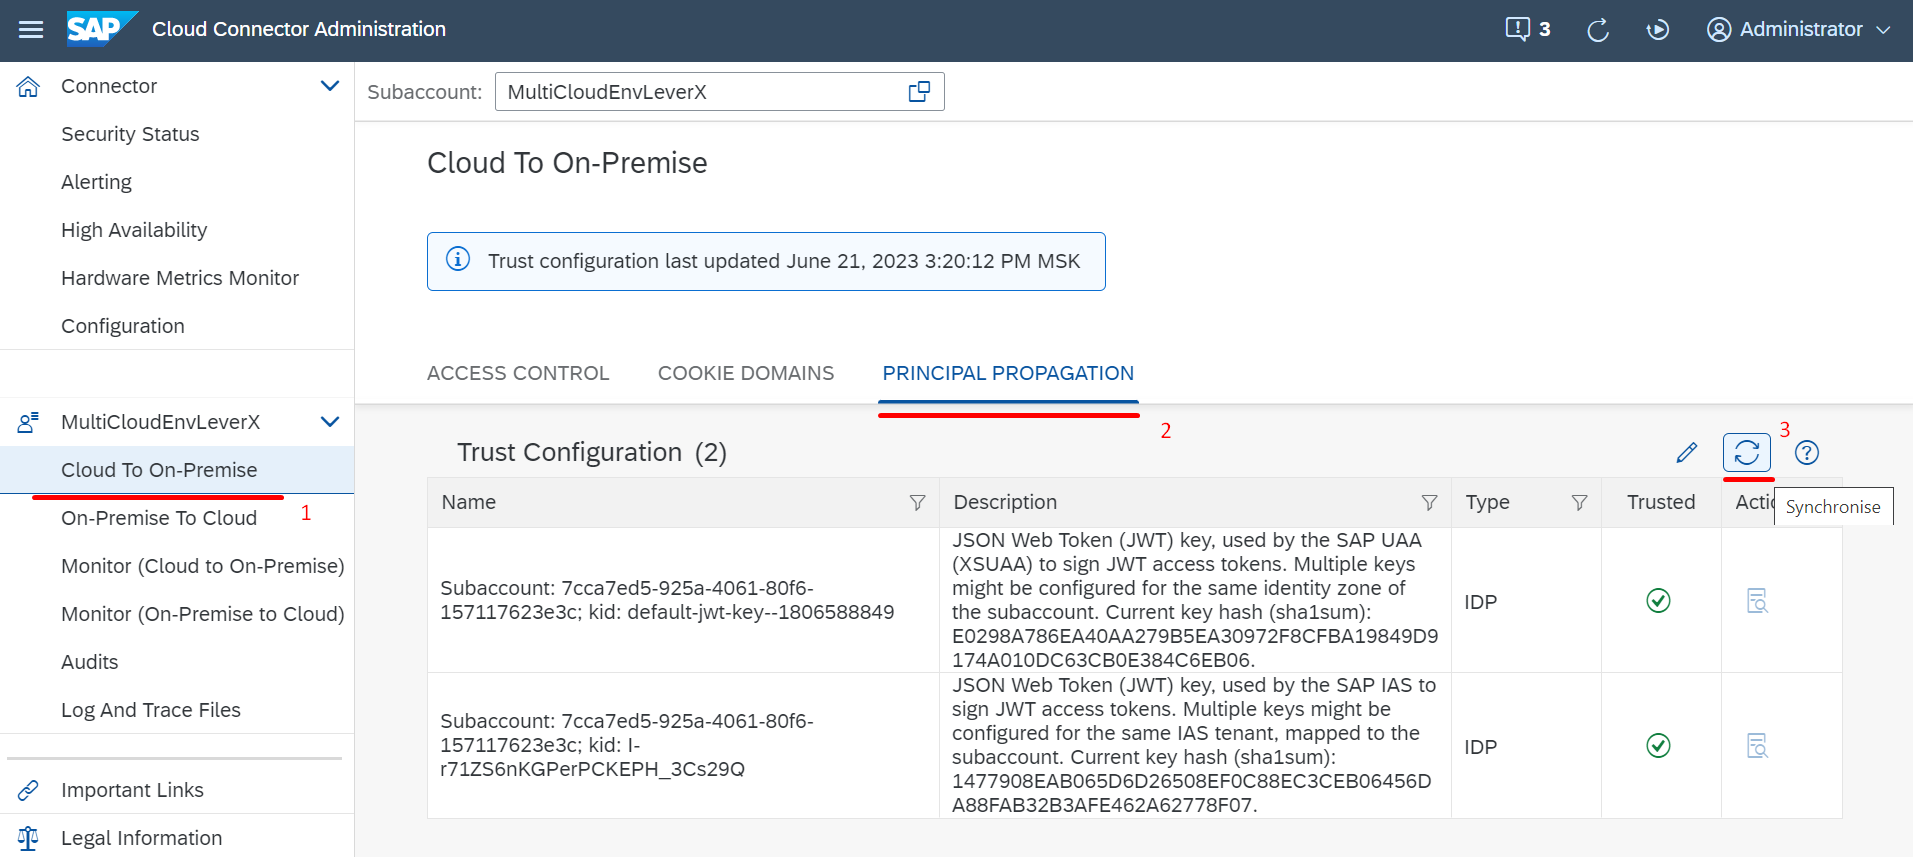 SAP Cloud Connector Administration
3
Administrator
Connector
Security Status
Alerting
High Availability
Hardware Metrics Monitor
Configuration
MultiCloudEnvLeverX
Cloud To On-Premise
1
On-Premise To Cloud
Monitor (Cloud to On-Premise)
Monitor (On-Premise to Cloud)
Audits
Log And Trace Files
Important Links
Legal Information
Subaccount: MultiCloudEnvLeverX
Cloud To On-Premise
Trust configuration last updated June 21, 2023 3:20:12 PM MSK
ACCESS CONTROL COOKIE DOMAINS PRINCIPAL PROPAGATION
2
Trust Configuration (2)
3
Synchronise
Name Description Type Trusted Actio
Subaccount: 7cca7ed5-925a-4061-80f6-
157117623e3c; kid: default-jwt-key--1806588849
JSON Web Token (JWT) key, used by the SAP UAA
(XSUAA) to sign JWT access tokens. Multiple keys
might be configured for the same identity zone of
the subaccount. Current key hash (sha1sum):
E0298A786EA40AA279B5EA30972F8CFBA19849D9
174A010DC63CB0E384C6EB06.
IDP
Subaccount: 7cca7ed5-925a-4061-80f6-
157117623e3c; kid: I-
r71ZS6nKGPerPCKEPH_3Cs29Q
JSON Web Token (JWT) key, used by the SAP IAS to
sign JWT access tokens. Multiple keys might be
configured for the same IAS tenant, mapped to the
subaccount. Current key hash (sha1sum):
1477908EAB065D6D26508EF0C88EC3CEB06456D
A88FAB32B3AFE462A62778F07.
IDP